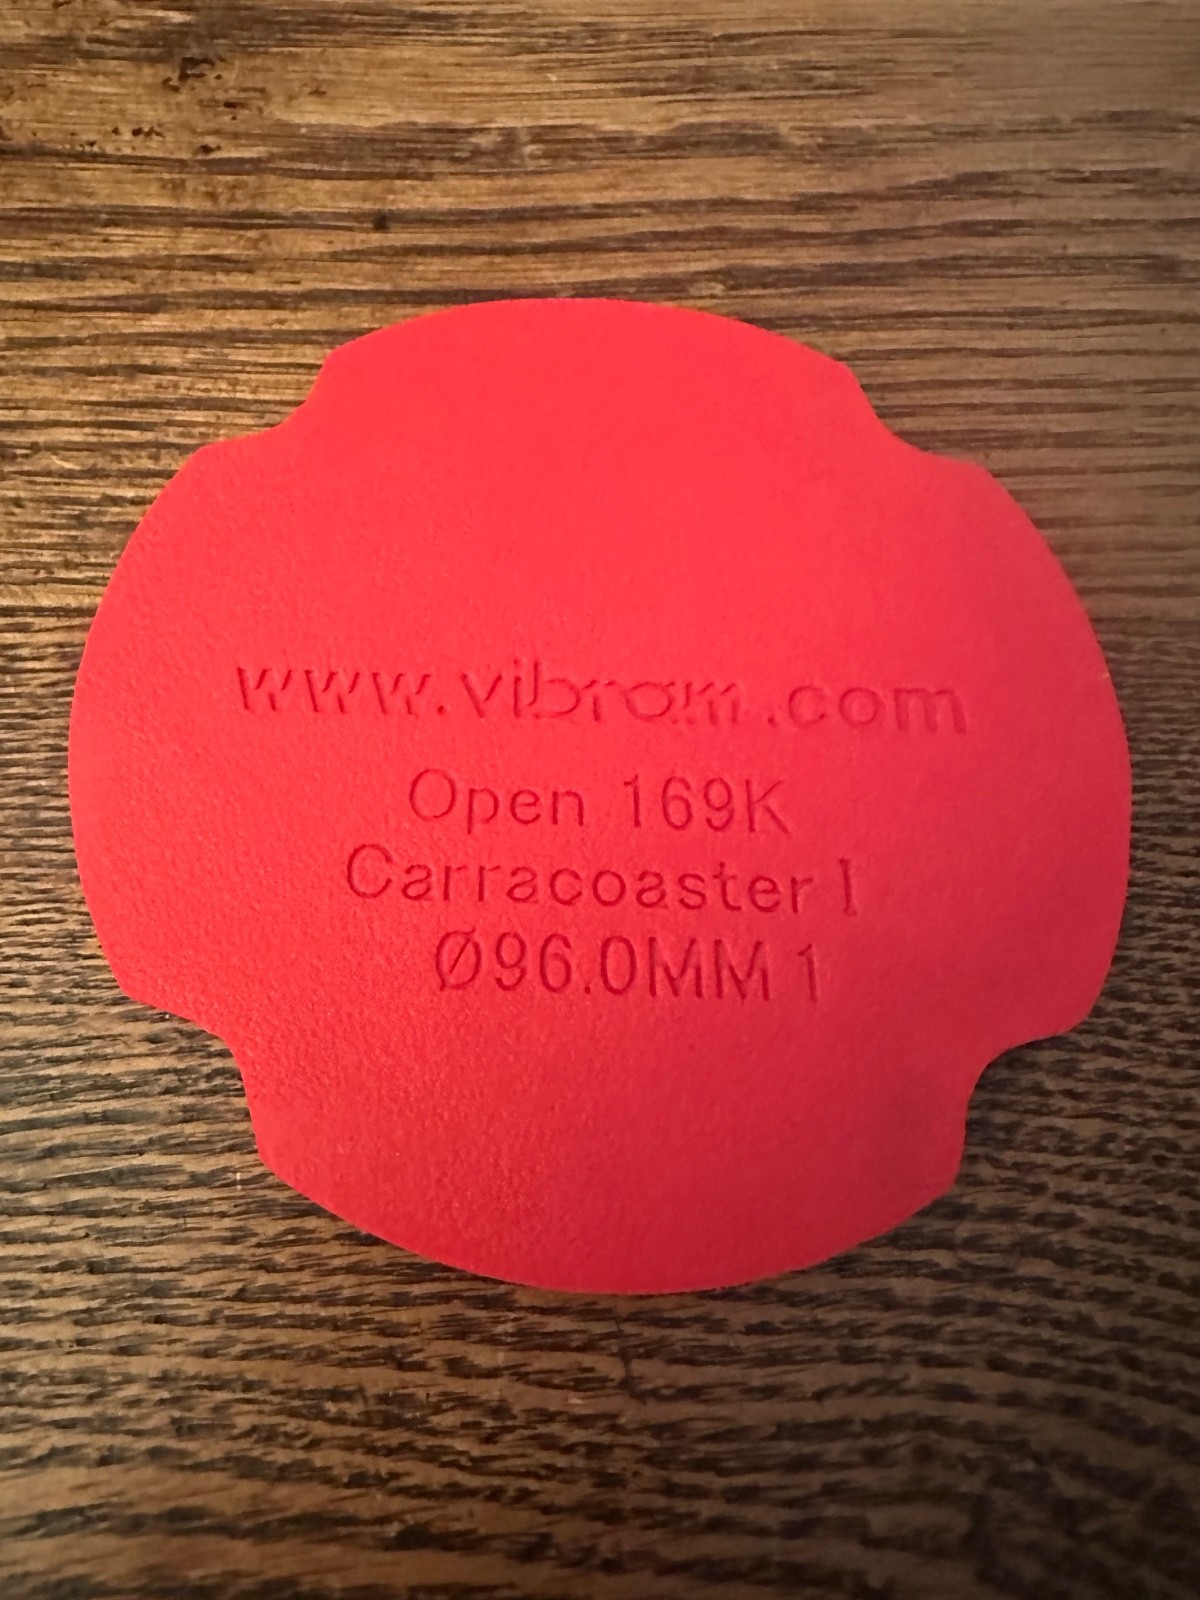 www.vibram.com
Open 169K
Carracoaster I
Ø96.0MM 1